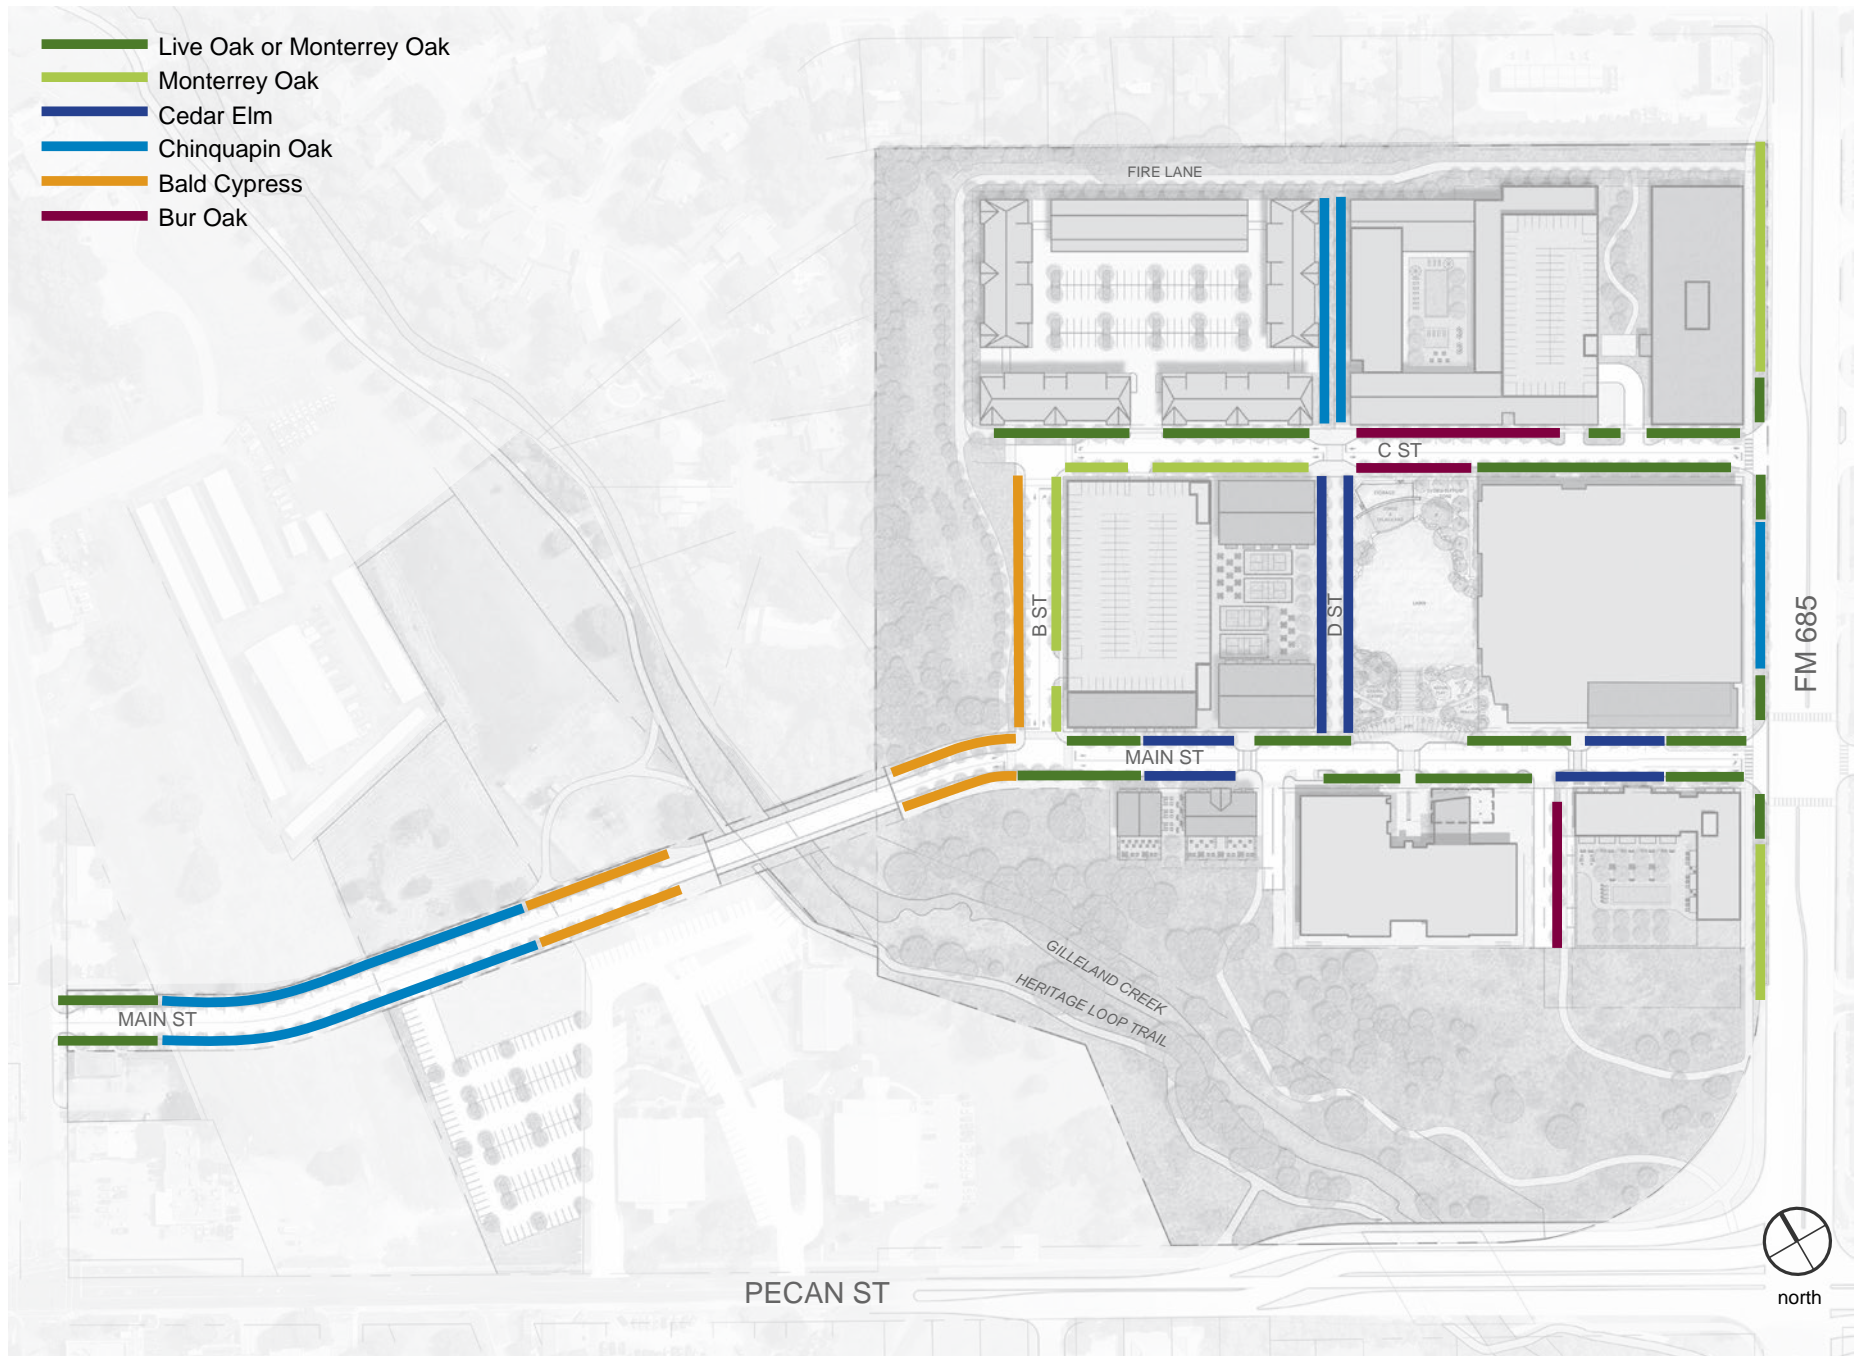 Live Oak or Monterrey Oak
Monterrey Oak
Cedar Elm
Chinquapin Oak
Bald Cypress
Bur Oak
FIRE LANE
C ST
B ST
D ST
FM 685
MAIN ST
GILLELAND CREEK
HERITAGE LOOP TRAIL
MAIN ST
PECAN ST
north